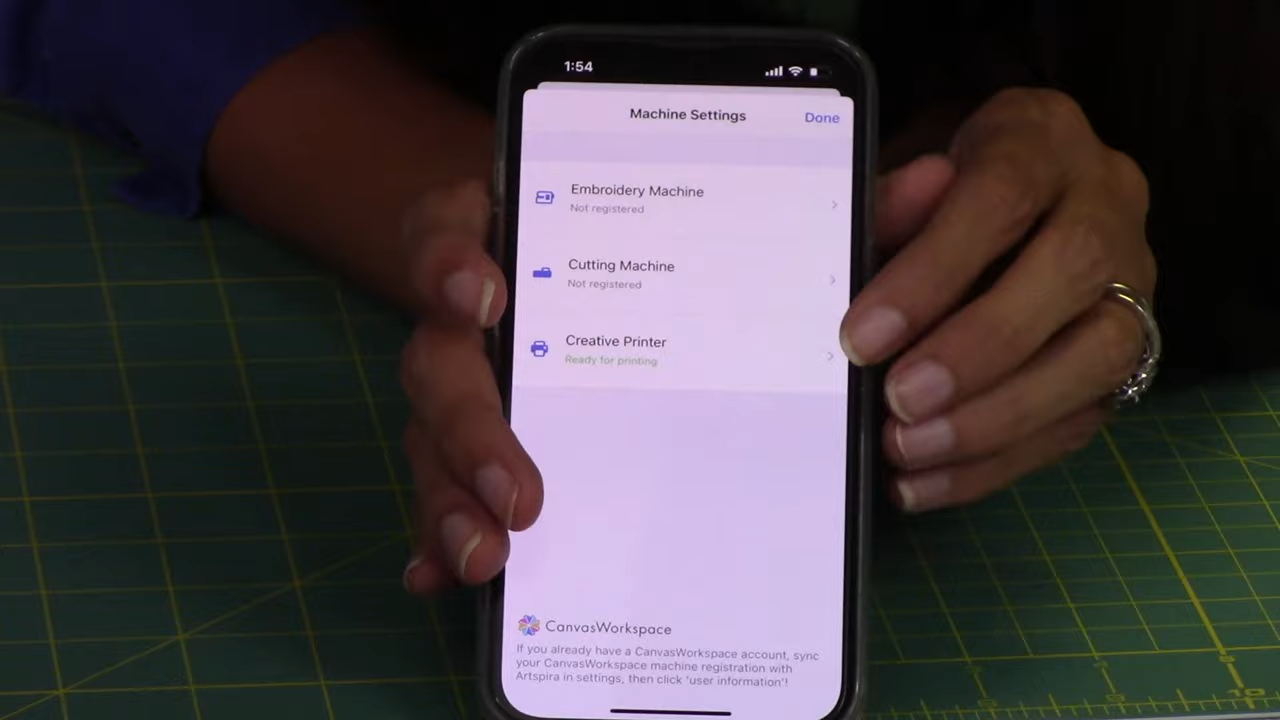 1:54
Machine Settings
Done
Embroidery Machine
Not registered
Cutting Machine
Not registered
Creative Printer
Ready for printing
CanvasWorkspace
If you already have a CanvasWorkspace account, sync
your CanvasWorkspace machine registration with
Artspira in settings, then click 'user information'!
10